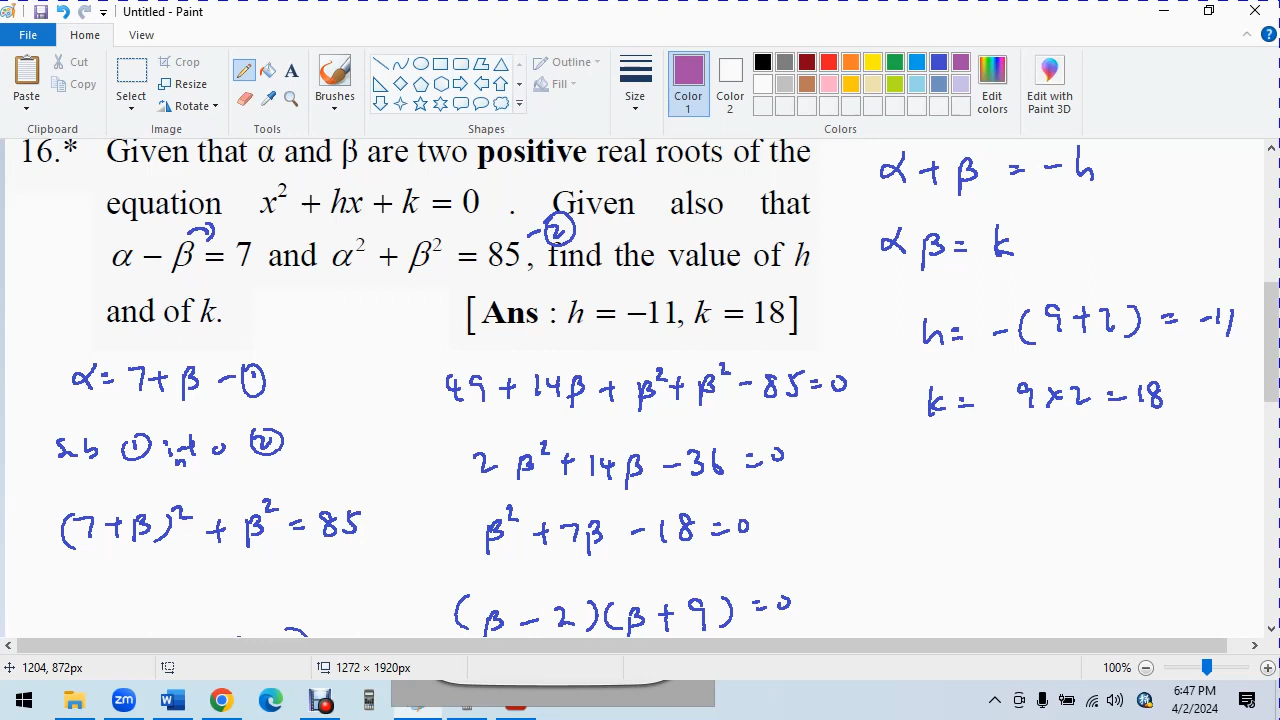 Untitled - Paint
File Home View
Paste Cut Copy Clipboard
Select Crop Resize Rotate Image
Tools
Brushes
Outline Fill Shapes
Size
Color 1 Color 2 Edit colors Colors
Edit with Paint 3D
16.* Given that α and β are two positive real roots of the
equation x² + hx + k = 0 . Given also that
α − β = 7 and α² + β² = 85, find the value of h
and of k. [Ans : h = −11, k = 18]
— ②
α = 7 + β — ①
Sub ① into ②
(7 + β)² + β² = 85
49 + 14β + β² + β² − 85 = 0
2β² + 14β − 36 = 0
β² + 7β − 18 = 0
(β − 2)(β + 9) = 0
α + β = −h
αβ = k
h = −(9+2) = −11
k = 9 × 2 = 18
1204, 872px 1272 × 1920px 100%
zm
6:47 PM
4/2/2024